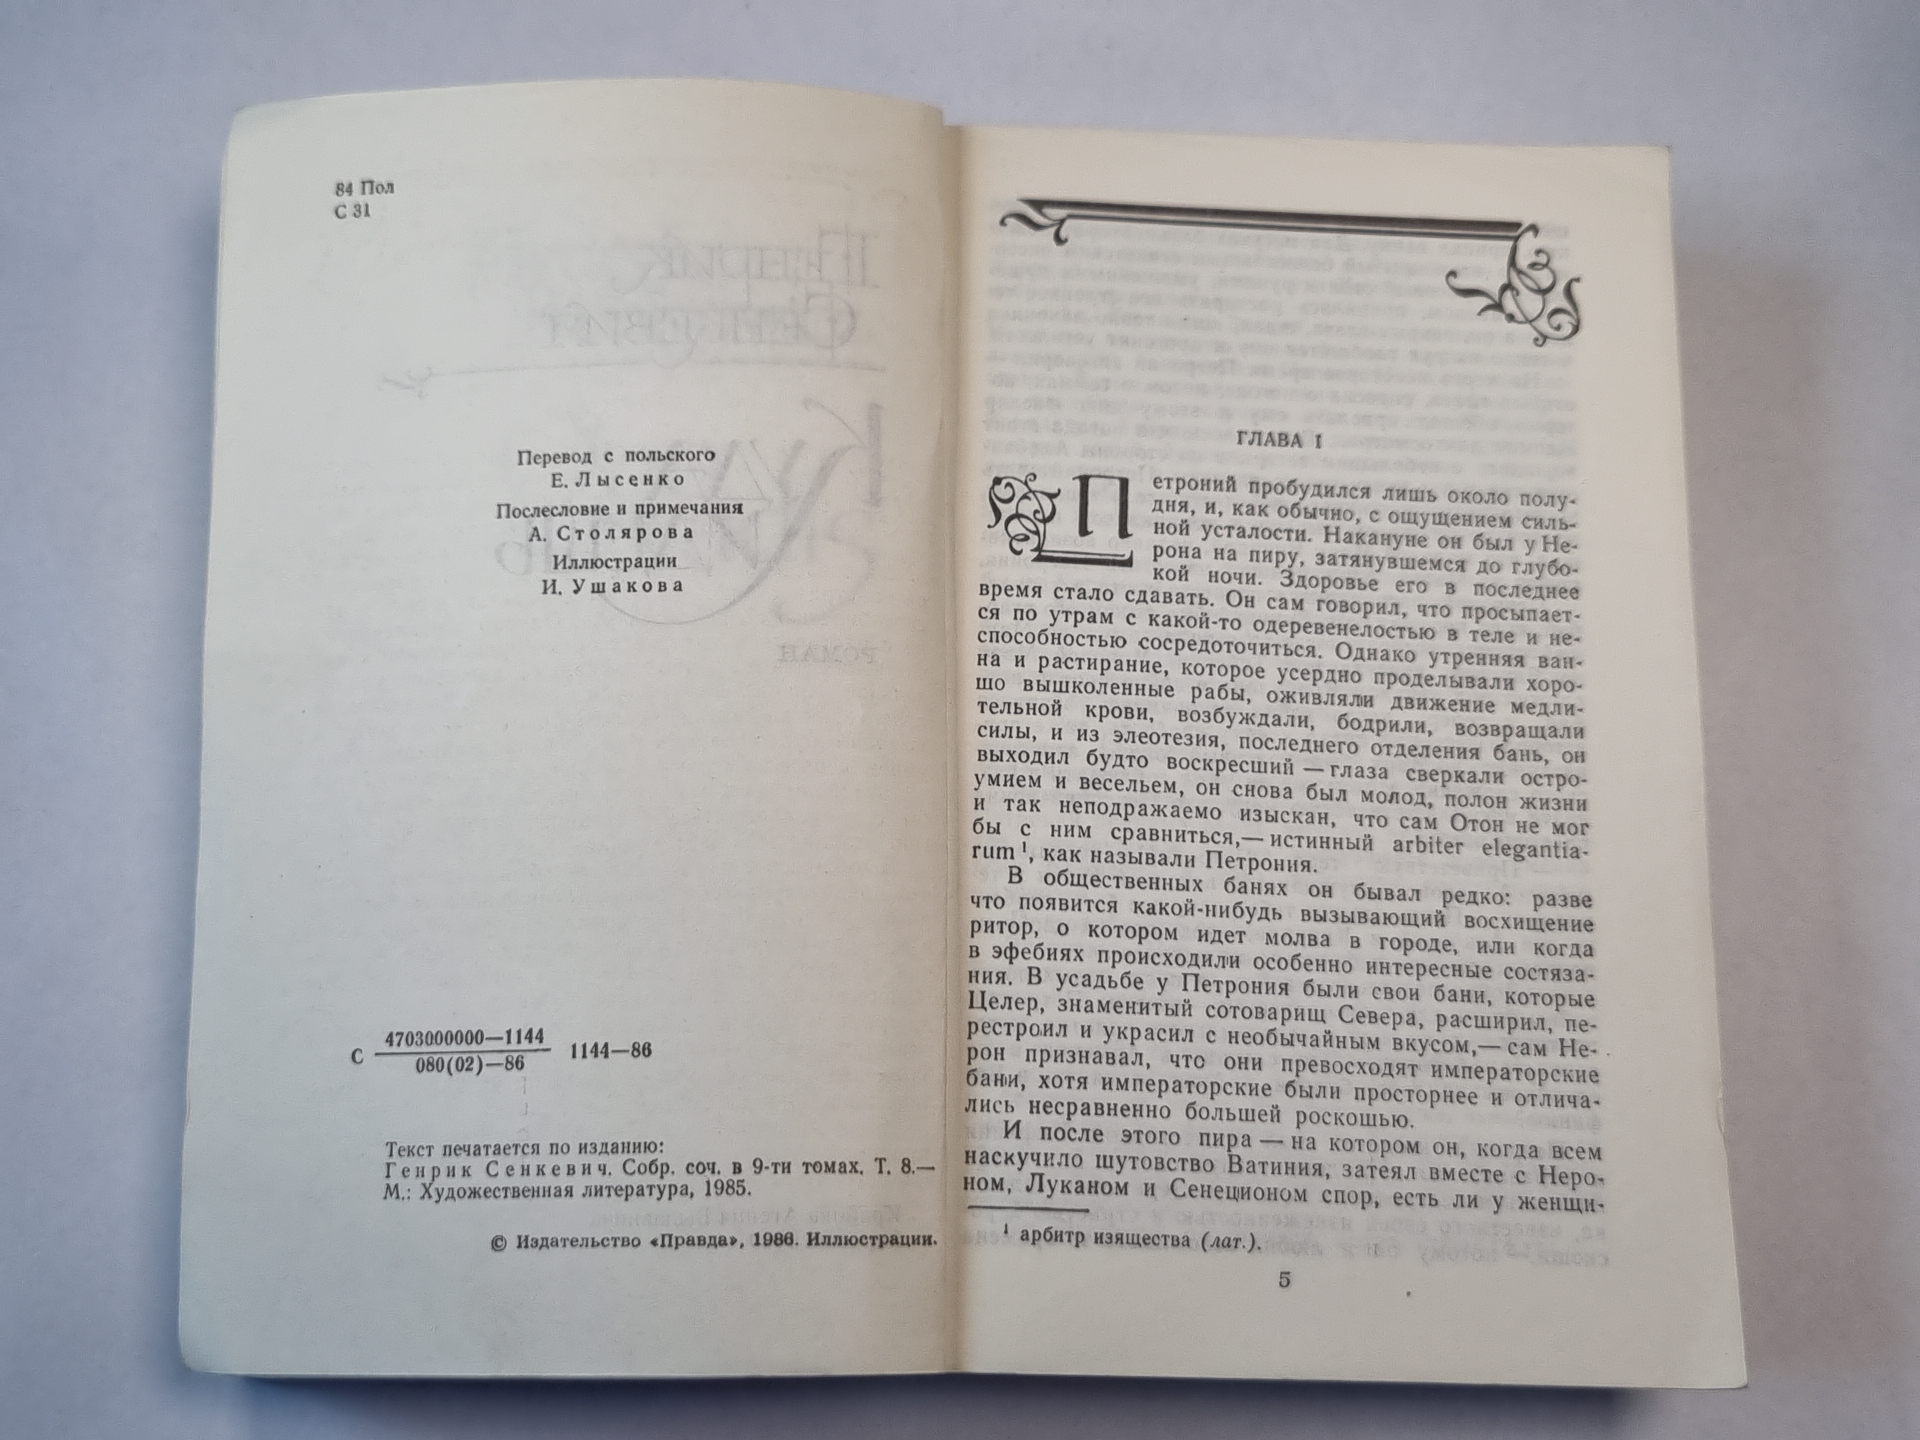 84 Пол
С 31
Перевод с польского
Е. Лысенко
Послесловие и примечания
А. Столярова
Иллюстрации
И. Ушакова
С 4703000000—1144 1144—86
080(02)—86
Текст печатается по изданию:
Генрик Сенкевич. Собр. соч. в 9-ти томах. Т. 8.—
М.: Художественная литература, 1985.
© Издательство «Правда», 1986. Иллюстрации.
ГЛАВА I
Петроний пробудился лишь около полу-
дня, и, как обычно, с ощущением силь-
ной усталости. Накануне он был у Не-
рона на пиру, затянувшемся до глубо-
кой ночи. Здоровье его в последнее
время стало сдавать. Он сам говорил, что просыпает-
ся по утрам с какой-то одеревенелостью в теле и не-
способностью сосредоточиться. Однако утренняя ван-
на и растирание, которое усердно проделывали хоро-
шо вышколенные рабы, оживляли движение медли-
тельной крови, возбуждали, бодрили, возвращали
силы, и из элеотезия, последнего отделения бань, он
выходил будто воскресший — глаза сверкали остро-
умием и весельем, он снова был молод, полон жизни
и так неподражаемо изыскан, что сам Отон не мог
бы с ним сравниться,— истинный arbiter elegantia-
rum ¹, как называли Петрония.
В общественных банях он бывал редко: разве
что появится какой-нибудь вызывающий восхищение
ритор, о котором идет молва в городе, или когда
в эфебиях происходили особенно интересные состяза-
ния. В усадьбе у Петрония были свои бани, которые
Целер, знаменитый сотоварищ Севера, расширил, пе-
рестроил и украсил с необычайным вкусом,— сам Не-
рон признавал, что они превосходят императорские
бани, хотя императорские были просторнее и отлича-
лись несравненно большей роскошью.
И после этого пира — на котором он, когда всем
наскучило шутовство Ватиния, затеял вместе с Неро-
ном, Луканом и Сенеционом спор, есть ли у женщи-
¹ арбитр изящества (лат.).
5